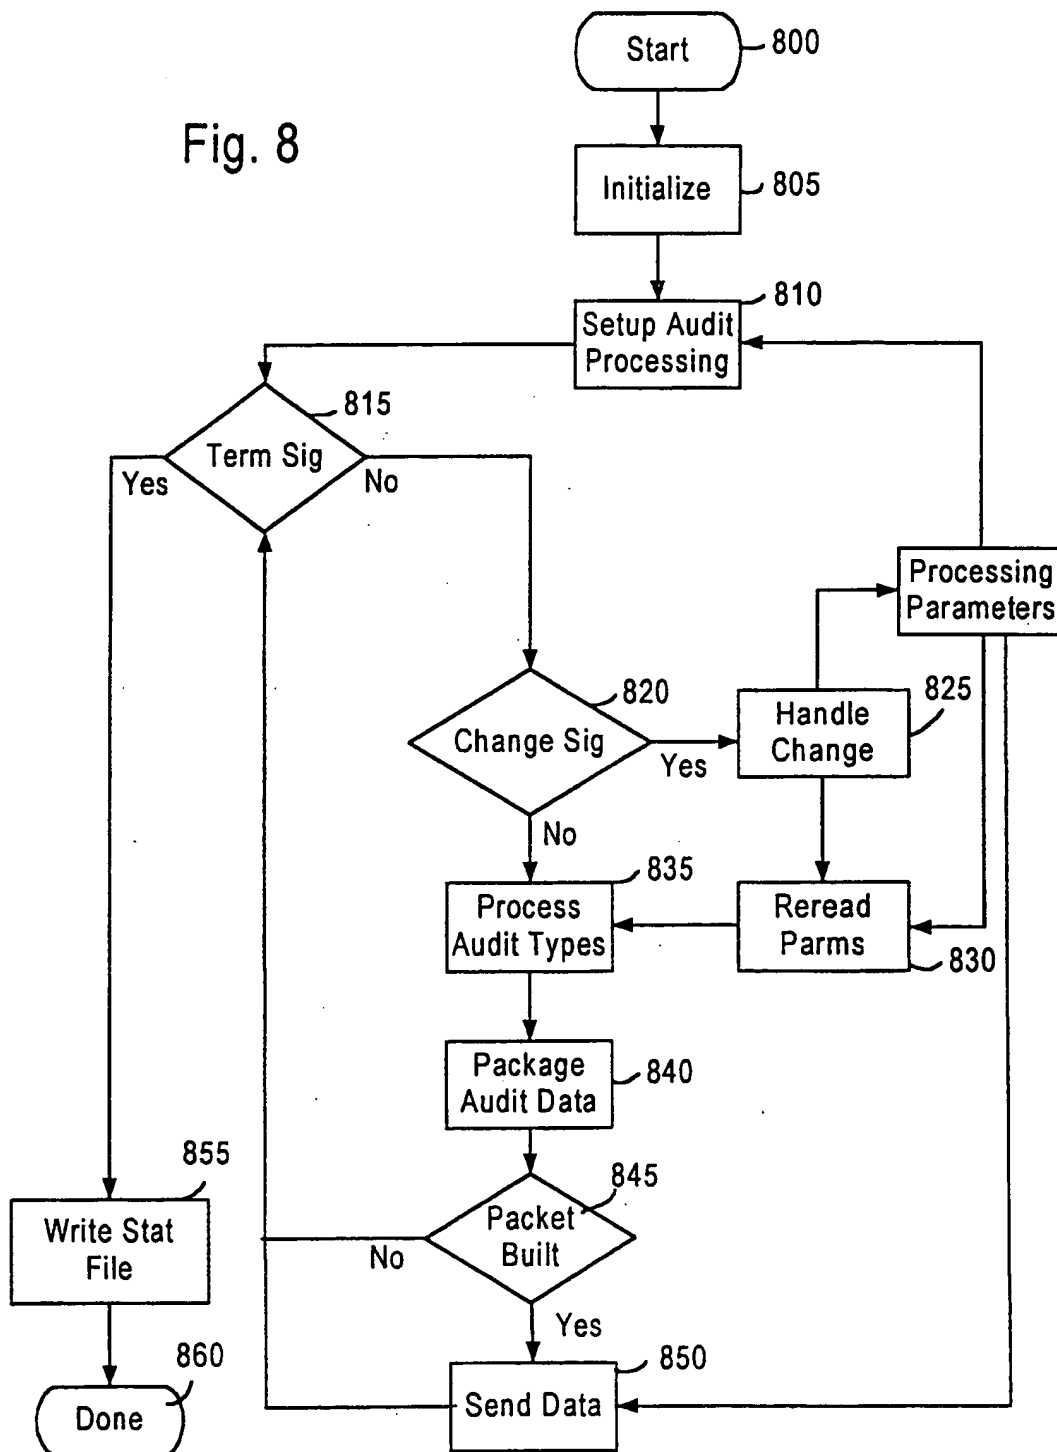 Fig. 8
Start
800
Initialize
805
810
Setup Audit
Processing
815
Term Sig
Yes
No
Processing
Parameters
820
Change Sig
Yes
No
825
Handle
Change
835
Process
Audit Types
Reread
Parms
830
Package
Audit Data
840
845
Packet
Built
No
Yes
855
Write Stat
File
850
Send Data
860
Done